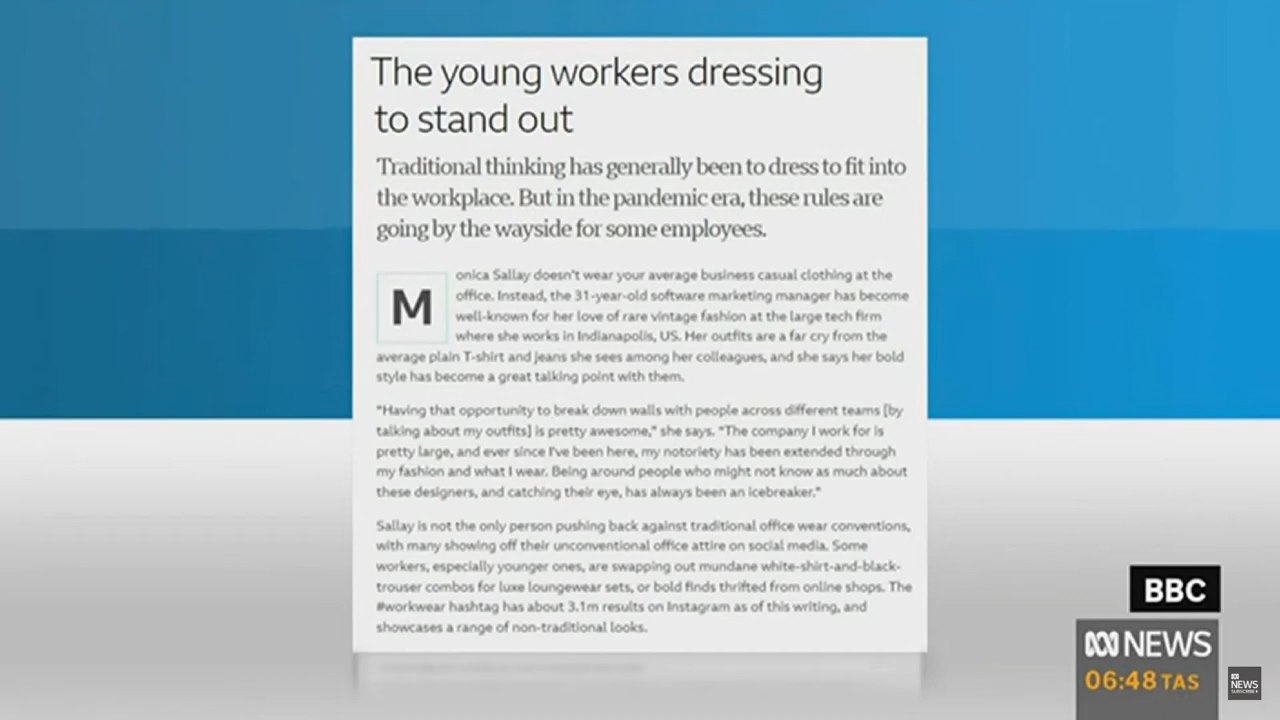 The young workers dressing
to stand out
Traditional thinking has generally been to dress to fit into
the workplace. But in the pandemic era, these rules are
going by the wayside for some employees.
Monica Sallay doesn't wear your average business casual clothing at the
office. Instead, the 31-year-old software marketing manager has become
well-known for her love of rare vintage fashion at the large tech firm
where she works in Indianapolis, US. Her outfits are a far cry from the
average plain T-shirt and jeans she sees among her colleagues, and she says her bold
style has become a great talking point with them.
"Having that opportunity to break down walls with people across different teams [by
talking about my outfits] is pretty awesome," she says. "The company I work for is
pretty large, and ever since I've been here, my notoriety has been extended through
my fashion and what I wear. Being around people who might not know as much about
these designers, and catching their eye, has always been an icebreaker."
Sallay is not the only person pushing back against traditional office wear conventions,
with many showing off their unconventional office attire on social media. Some
workers, especially younger ones, are swapping out mundane white-shirt-and-black-
trouser combos for luxe loungewear sets, or bold finds thrifted from online shops. The
#workwear hashtag has about 3.1m results on Instagram as of this writing, and
showcases a range of non-traditional looks.
BBC
NEWS
06:48 TAS
NEWS
SUBSCRIBE